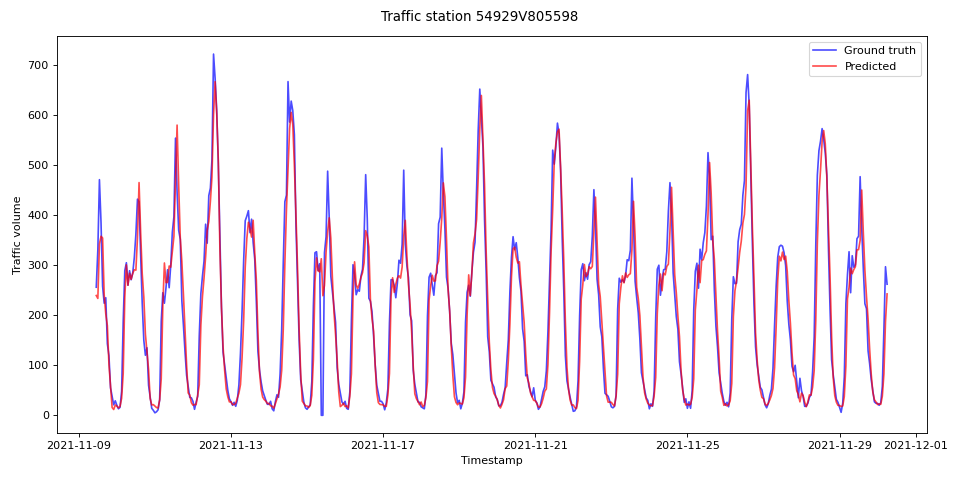 Traffic station 54929V805598
Ground truth
Predicted
Traffic volume
700
600
500
400
300
200
100
0
2021-11-09 2021-11-13 2021-11-17 2021-11-21 2021-11-25 2021-11-29 2021-12-01
Timestamp